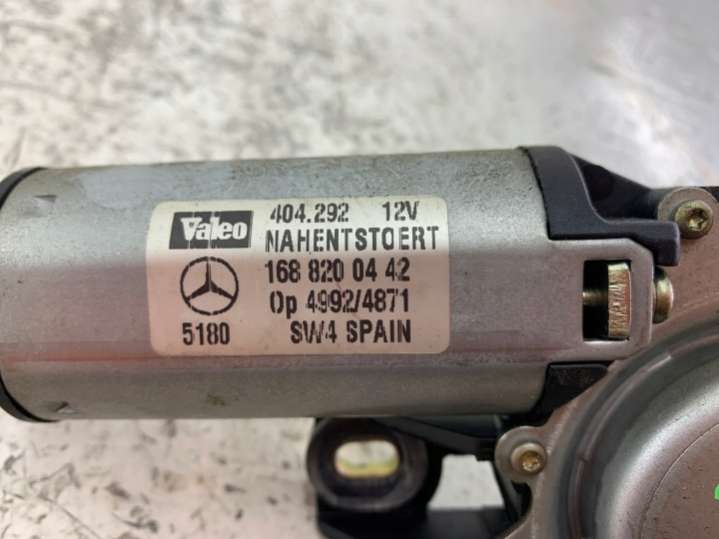 Valeo 404.292 12V
NAHENTSTOERT
168 820 04 42
Op 4992/4871
5180 SW4 SPAIN